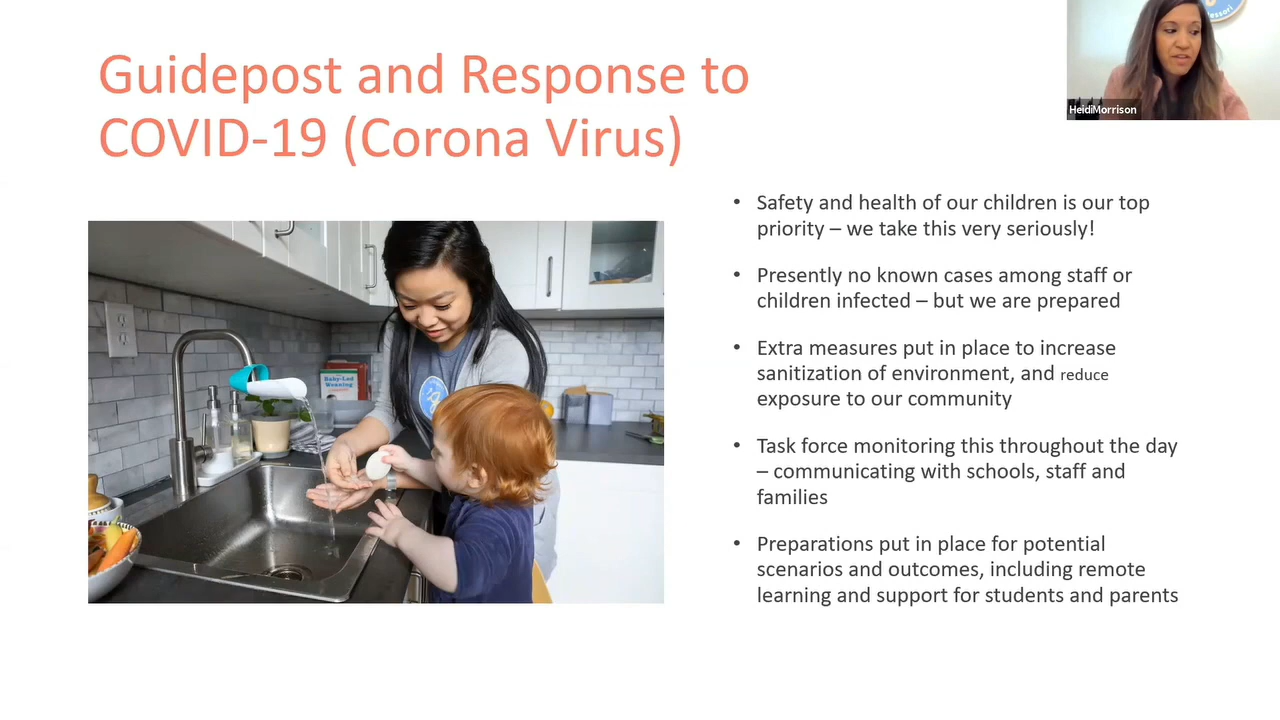 Guidepost and Response to
COVID-19 (Corona Virus)
HeidiMorrison
• Safety and health of our children is our top
priority – we take this very seriously!
• Presently no known cases among staff or
children infected – but we are prepared
• Extra measures put in place to increase
sanitization of environment, and reduce
exposure to our community
• Task force monitoring this throughout the day
– communicating with schools, staff and
families
• Preparations put in place for potential
scenarios and outcomes, including remote
learning and support for students and parents
Baby-Led
Weaning